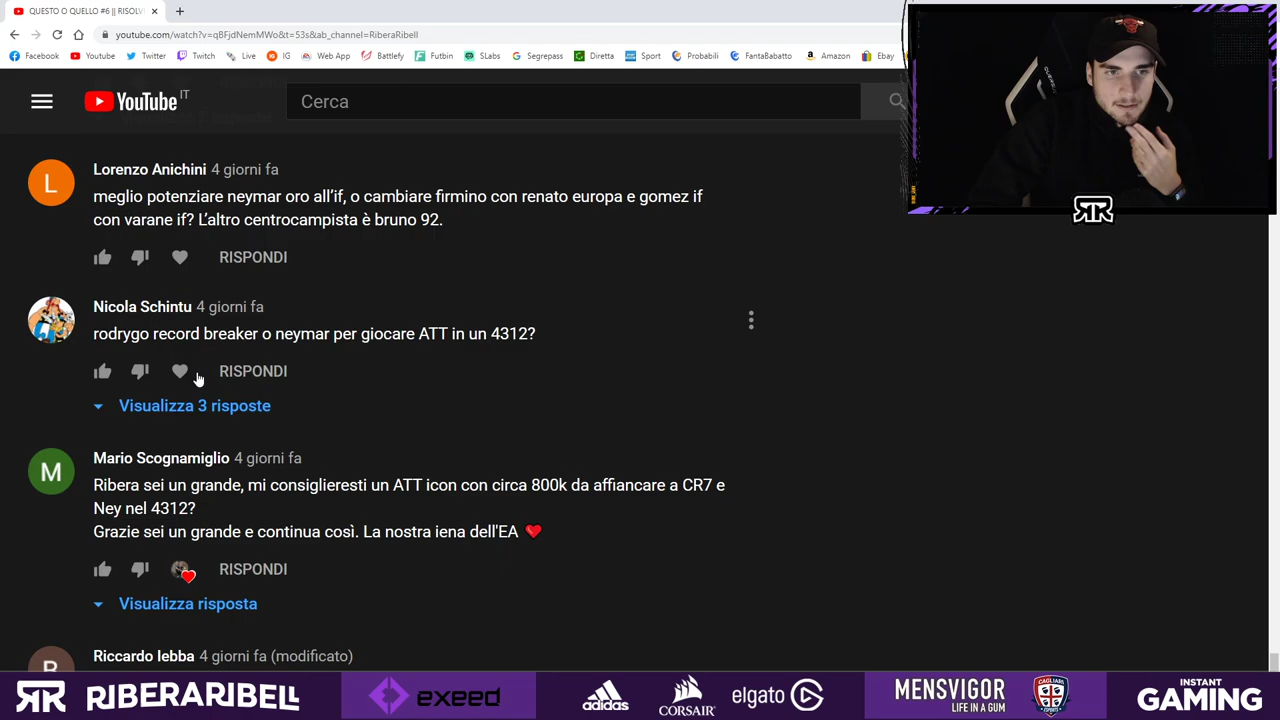 QUESTO O QUELLO #6 || RISOLV
youtube.com/watch?v=qBFjdNemMWo&t=53s&ab_channel=RiberaRibell
Facebook Youtube Twitter Twitch Live IG Web App Battlefy Futbin SLabs Segrepass Diretta Sport Probabili FantaBabatto Amazon Ebay
YouTube IT
Cerca
Lorenzo Anichini 4 giorni fa
meglio potenziare neymar oro all'if, o cambiare firmino con renato europa e gomez if
con varane if? L'altro centrocampista è bruno 92.
RISPONDI
Nicola Schintu 4 giorni fa
rodrygo record breaker o neymar per giocare ATT in un 4312?
RISPONDI
Visualizza 3 risposte
Mario Scognamiglio 4 giorni fa
Ribera sei un grande, mi consiglieresti un ATT icon con circa 800k da affiancare a CR7 e
Ney nel 4312?
Grazie sei un grande e continua così. La nostra iena dell'EA ❤️
RISPONDI
Visualizza risposta
Riccardo Iebba 4 giorni fa (modificato)
L
M
R
RR
RR RIBERARIBELL
exeed
adidas
CORSAIR
elgato
MENSVIGOR
LIFE IN A GUM
CAGLIARI
INSTANT
GAMING